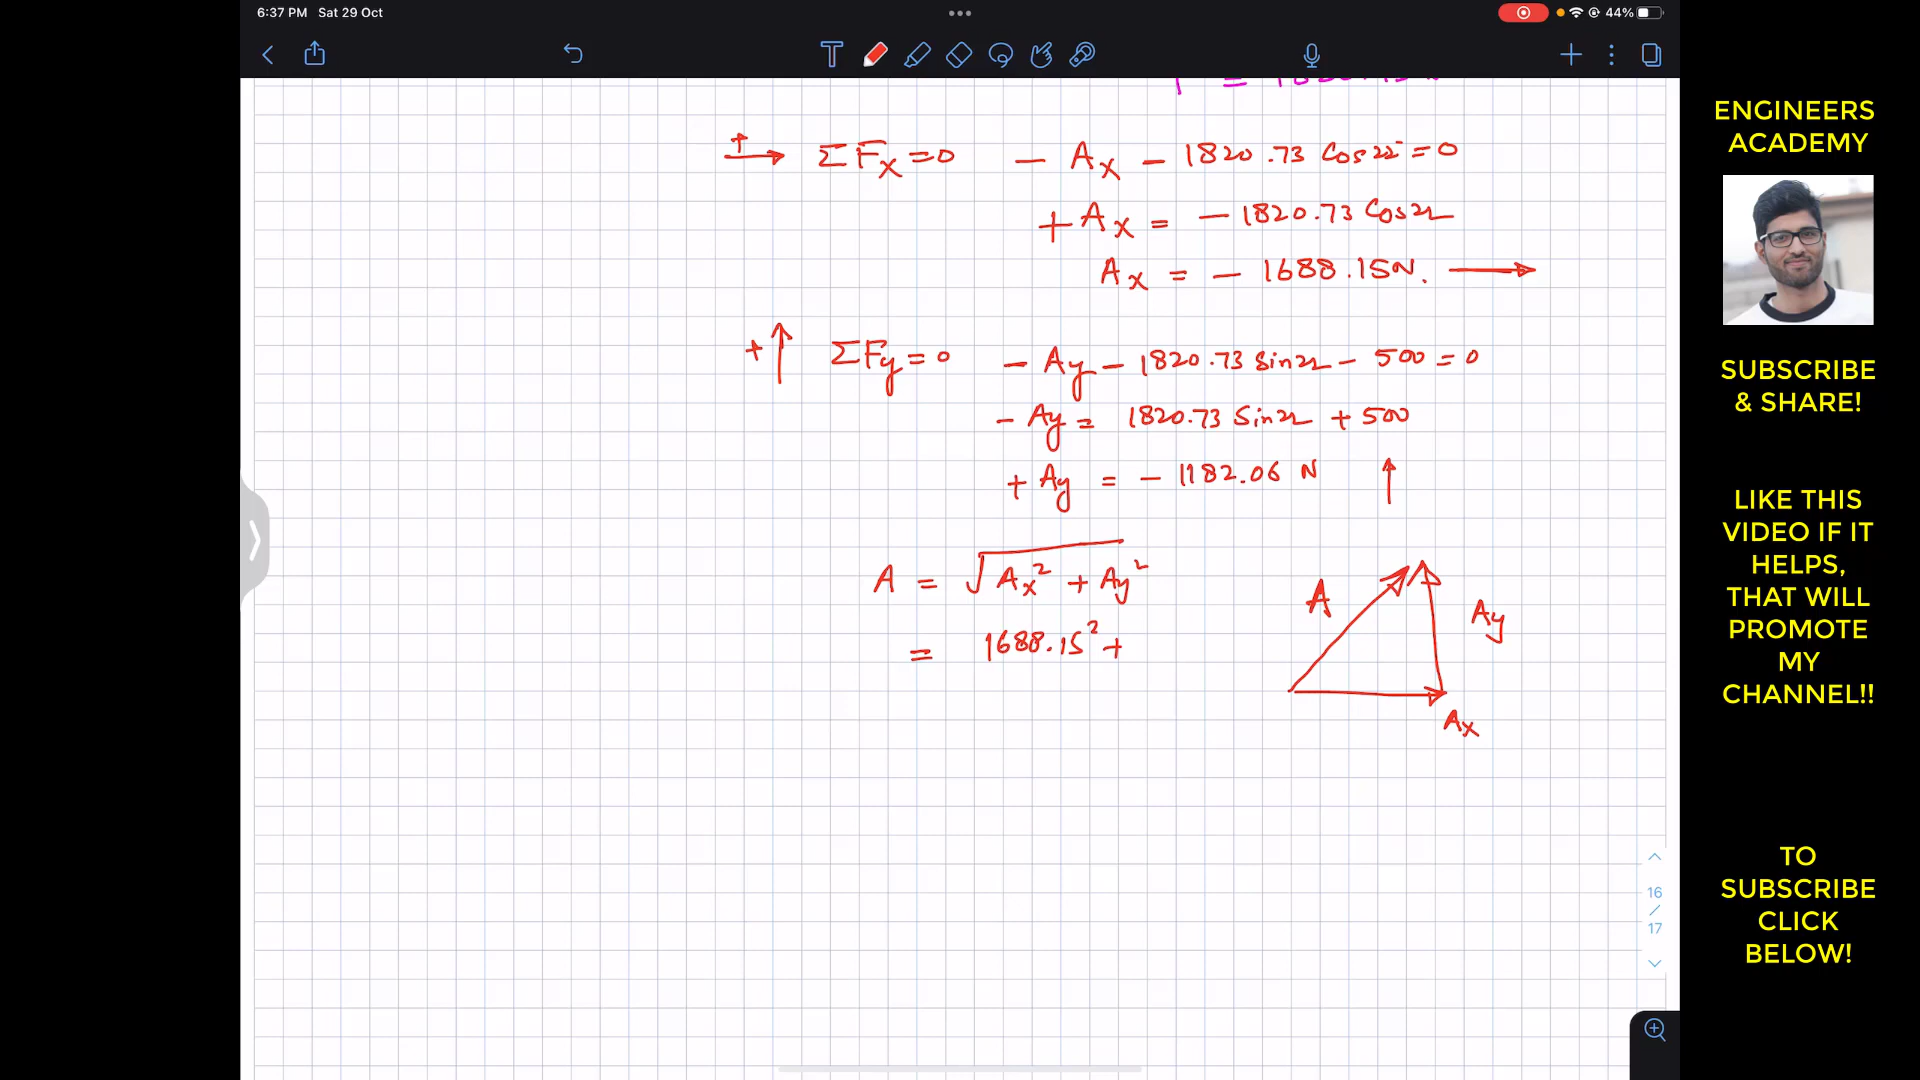 6:37 PM Sat 29 Oct
44%
+ → ΣFx = 0 - Ax - 1820.73 Cos22 = 0
+ Ax = - 1820.73 Cos22
Ax = - 1688.15N. →
+ ↑ ΣFy = 0 - Ay - 1820.73 Sin22 - 500 = 0
- Ay = 1820.73 Sin22 + 500
+ Ay = - 1182.06 N ↑
A = √Ax² + Ay²
= 1688.15² +
A
Ay
Ax
16
/
17
ENGINEERS
ACADEMY
SUBSCRIBE
& SHARE!
LIKE THIS
VIDEO IF IT
HELPS,
THAT WILL
PROMOTE
MY
CHANNEL!!
TO
SUBSCRIBE
CLICK
BELOW!